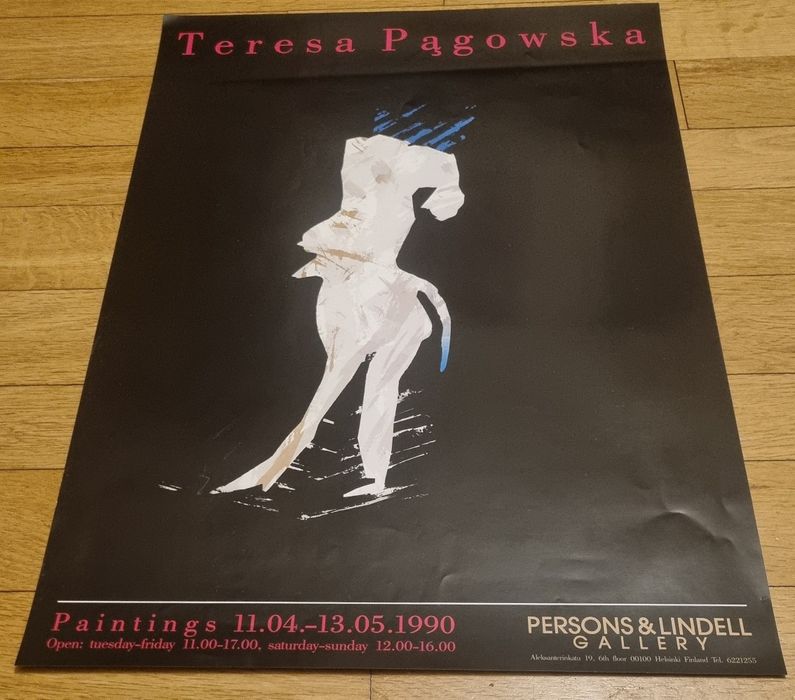 Teresa Pągowska
Paintings 11.04.–13.05.1990
Open: tuesday–friday 11.00-17.00, saturday–sunday 12.00-16.00
PERSONS & LINDELL
GALLERY
Aleksanterinkatu 19, 6th floor 00100 Helsinki Finland Tel. 6221255